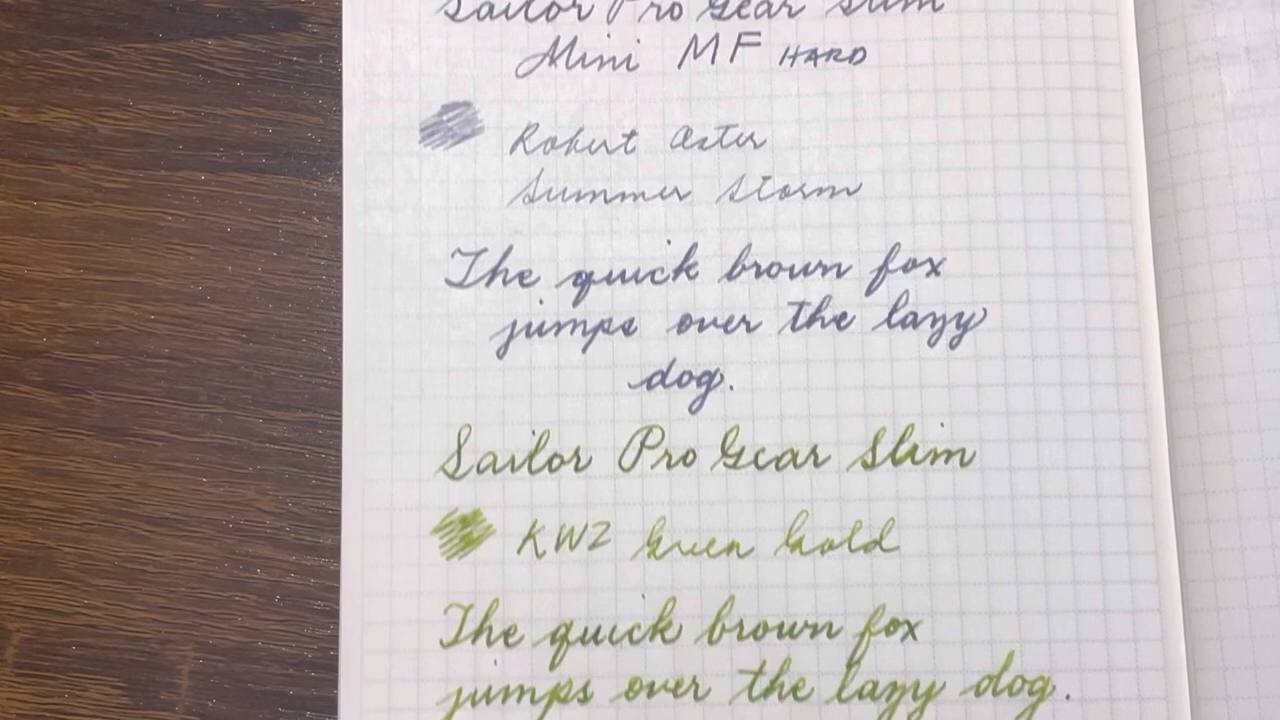 Sailor Pro Gear Slim
Mini MF HARD
Robert Oster
Summer Storm
The quick brown fox
jumps over the lazy
dog.
Sailor Pro Gear Slim
KWZ Green Gold
The quick brown fox
jumps over the lazy dog.